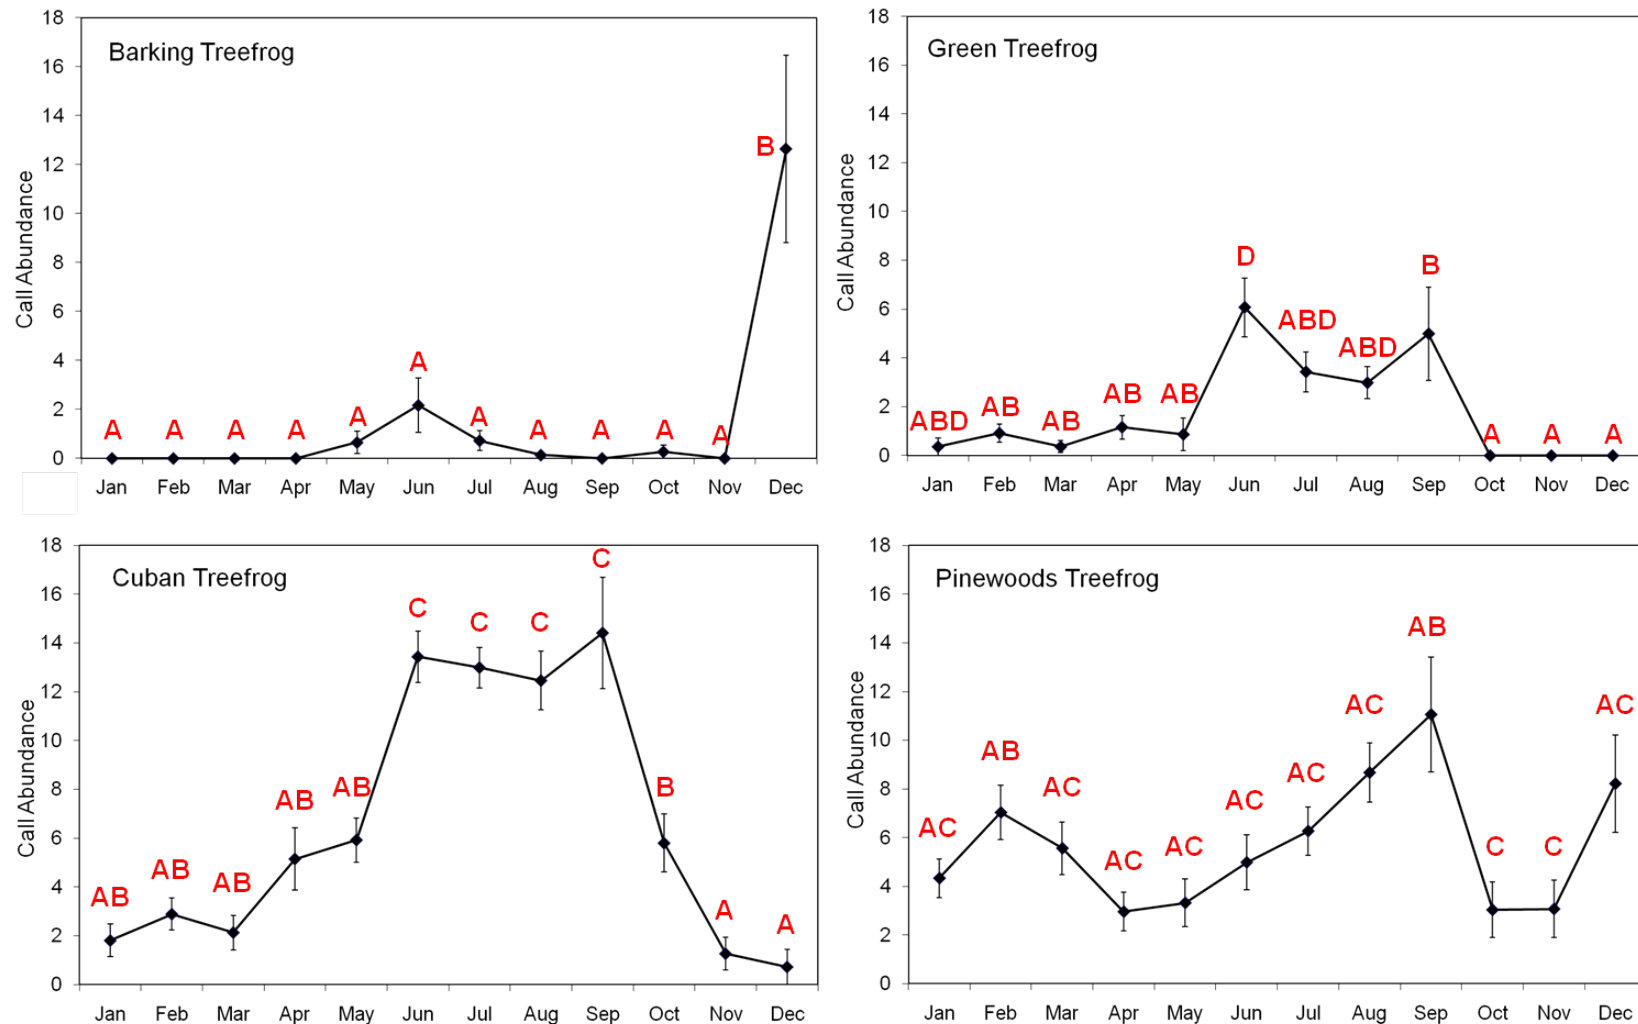 Barking Treefrog
Call Abundance
18
16
14
12
10
8
6
4
2
0
A A A A A A A A A A A B
Jan Feb Mar Apr May Jun Jul Aug Sep Oct Nov Dec
Green Treefrog
Call Abundance
18
16
14
12
10
8
6
4
2
0
ABD AB AB AB AB D ABD ABD B A A A
Jan Feb Mar Apr May Jun Jul Aug Sep Oct Nov Dec
Cuban Treefrog
Call Abundance
18
16
14
12
10
8
6
4
2
0
AB AB AB AB AB C C C C B A A
Jan Feb Mar Apr May Jun Jul Aug Sep Oct Nov Dec
Pinewoods Treefrog
Call Abundance
18
16
14
12
10
8
6
4
2
0
AC AB AC AC AC AC AC AC AB C C AC
Jan Feb Mar Apr May Jun Jul Aug Sep Oct Nov Dec